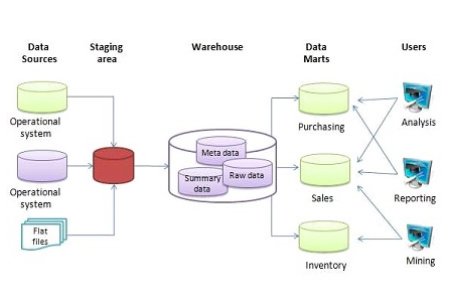 Data
Sources
Staging
area
Warehouse
Data
Marts
Users
Operational
system
Operational
system
Flat
files
Meta data
Summary
data
Raw data
Purchasing
Sales
Inventory
Analysis
Reporting
Mining